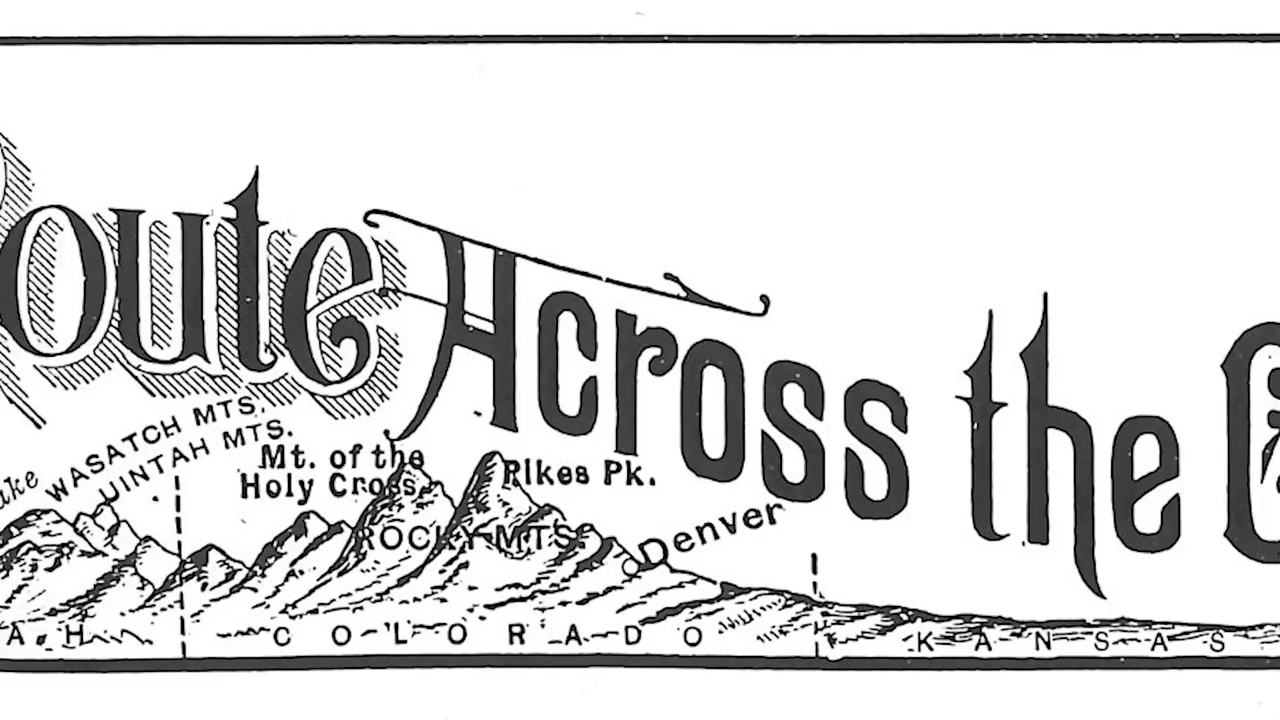 Route Across the
WASATCH MTS.
UINTAH MTS.
Mt. of the
Holy Cross.
Pikes Pk.
ROCKY MTS.
Denver
COLORADO
KANSAS